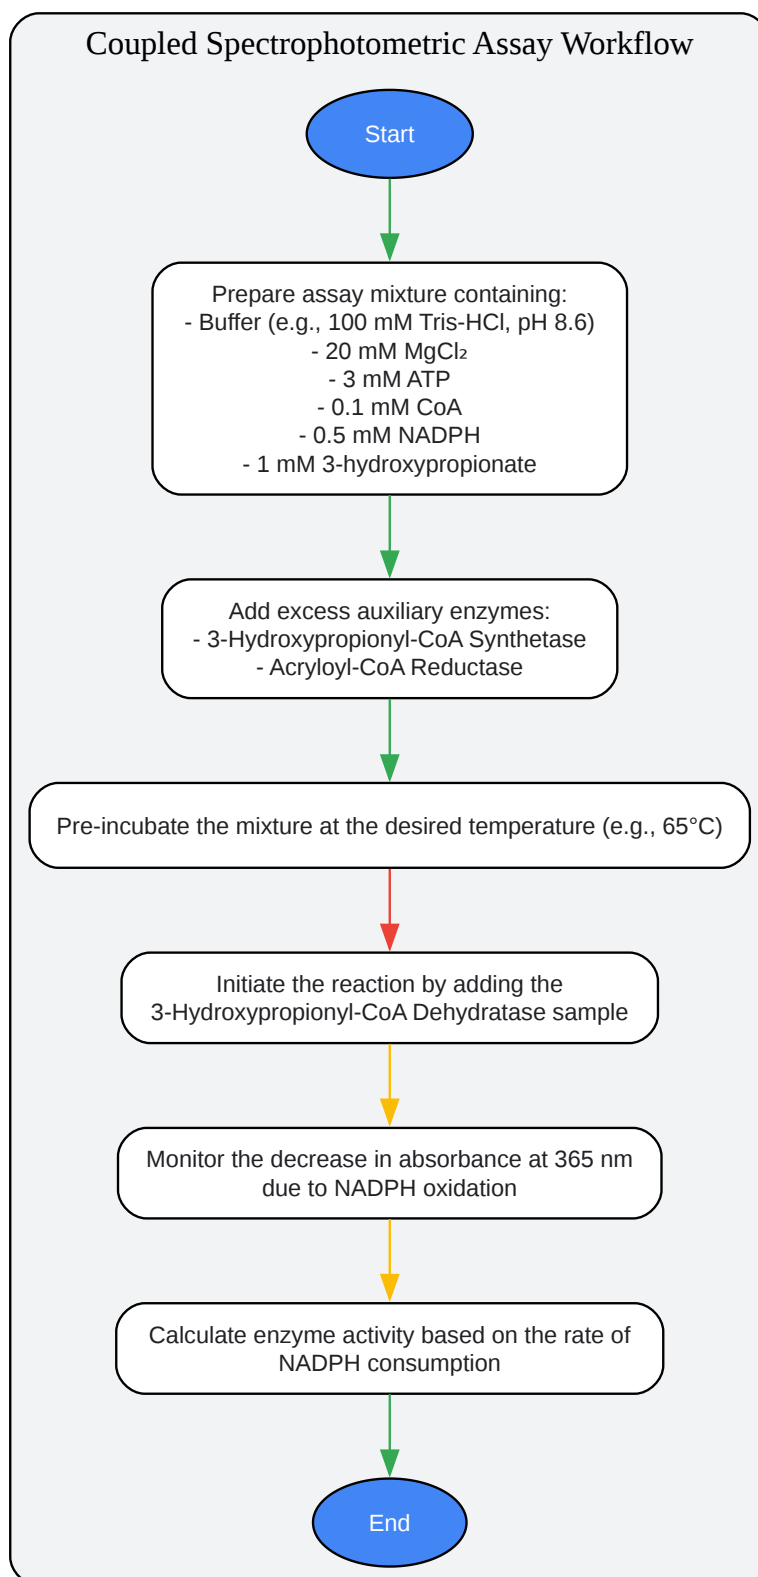 Coupled Spectrophotometric Assay Workflow
Start
Prepare assay mixture containing:
- Buffer (e.g., 100 mM Tris-HCl, pH 8.6)
- 20 mM MgCl₂
- 3 mM ATP
- 0.1 mM CoA
- 0.5 mM NADPH
- 1 mM 3-hydroxypropionate
Add excess auxiliary enzymes:
- 3-Hydroxypropionyl-CoA Synthetase
- Acryloyl-CoA Reductase
Pre-incubate the mixture at the desired temperature (e.g., 65°C)
Initiate the reaction by adding the
3-Hydroxypropionyl-CoA Dehydratase sample
Monitor the decrease in absorbance at 365 nm
due to NADPH oxidation
Calculate enzyme activity based on the rate of
NADPH consumption
End